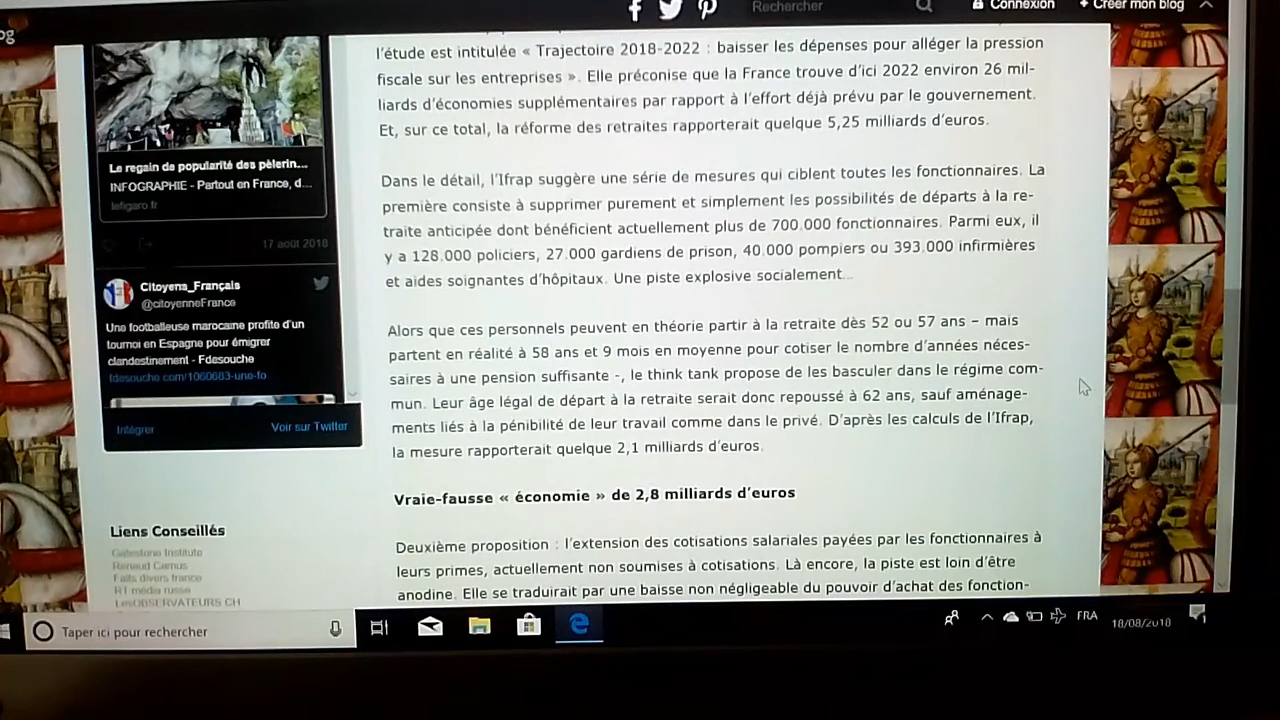 og
Rechercher
Connexion
+ Créer mon blog
l'étude est intitulée « Trajectoire 2018-2022 : baisser les dépenses pour alléger la pression
fiscale sur les entreprises ». Elle préconise que la France trouve d'ici 2022 environ 26 mil-
liards d'économies supplémentaires par rapport à l'effort déjà prévu par le gouvernement.
Et, sur ce total, la réforme des retraites rapporterait quelque 5,25 milliards d'euros.
Dans le détail, l'Ifrap suggère une série de mesures qui ciblent toutes les fonctionnaires. La
première consiste à supprimer purement et simplement les possibilités de départs à la re-
traite anticipée dont bénéficient actuellement plus de 700.000 fonctionnaires. Parmi eux, il
y a 128.000 policiers, 27.000 gardiens de prison, 40.000 pompiers ou 393.000 infirmières
et aides soignantes d'hôpitaux. Une piste explosive socialement...
Alors que ces personnels peuvent en théorie partir à la retraite dès 52 ou 57 ans – mais
partent en réalité à 58 ans et 9 mois en moyenne pour cotiser le nombre d'années néces-
saires à une pension suffisante -, le think tank propose de les basculer dans le régime com-
mun. Leur âge légal de départ à la retraite serait donc repoussé à 62 ans, sauf aménage-
ments liés à la pénibilité de leur travail comme dans le privé. D'après les calculs de l'Ifrap,
la mesure rapporterait quelque 2,1 milliards d'euros.
Vraie-fausse « économie » de 2,8 milliards d'euros
Deuxième proposition : l'extension des cotisations salariales payées par les fonctionnaires à
leurs primes, actuellement non soumises à cotisations. Là encore, la piste est loin d'être
anodine. Elle se traduirait par une baisse non négligeable du pouvoir d'achat des fonction-
Le regain de popularité des pèlerin...
INFOGRAPHIE - Partout en France, d...
lefigaro.fr
17 août 2018
Citoyens_Français
@citoyenneFrance
Une footballeuse marocaine profite d'un
tournoi en Espagne pour émigrer
clandestinement - Fdesouche
fdesouche.com/1060683-une-fo
Intégrer
Voir sur Twitter
Liens Conseillés
Gatestone Institute
Renaud Camus
Faits divers france
RT média russe
LesOBSERVATEURS CH
Taper ici pour rechercher
FRA
18/08/2018